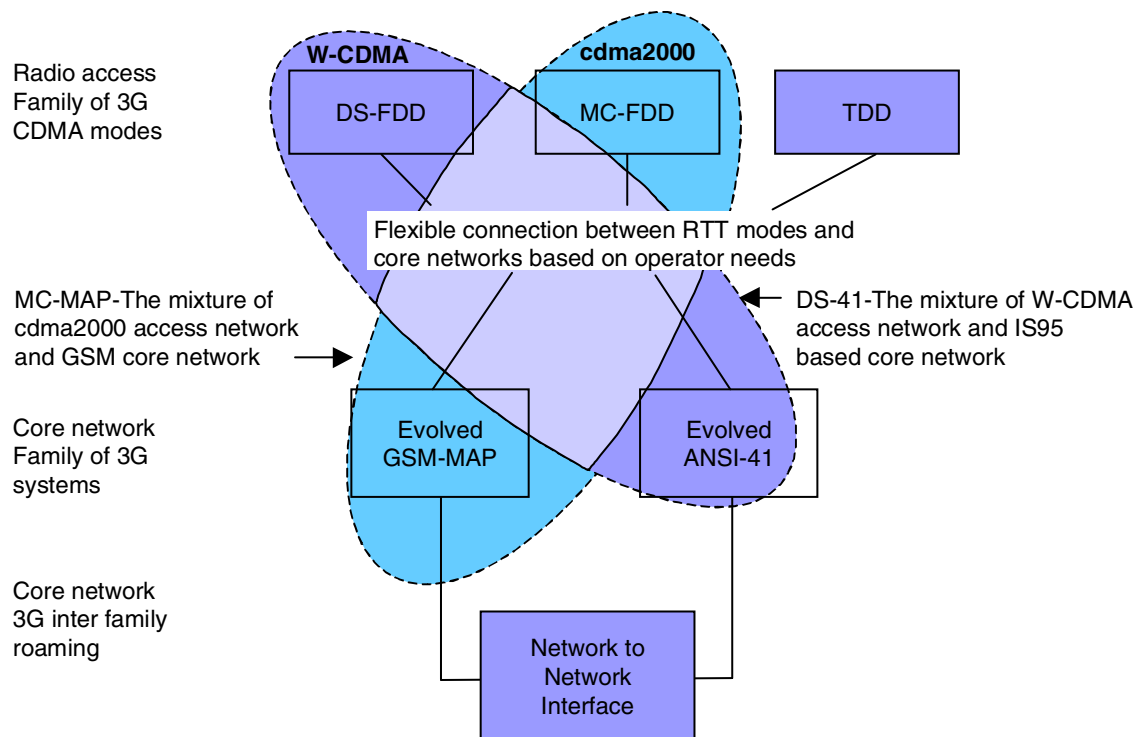 W-CDMA
cdma2000
Radio access
Family of 3G
CDMA modes
DS-FDD
MC-FDD
TDD
Flexible connection between RTT modes and
core networks based on operator needs
MC-MAP-The mixture of
cdma2000 access network
and GSM core network
DS-41-The mixture of W-CDMA
access network and IS95
based core network
Core network
Family of 3G
systems
Evolved
GSM-MAP
Evolved
ANSI-41
Core network
3G inter family
roaming
Network to
Network
Interface